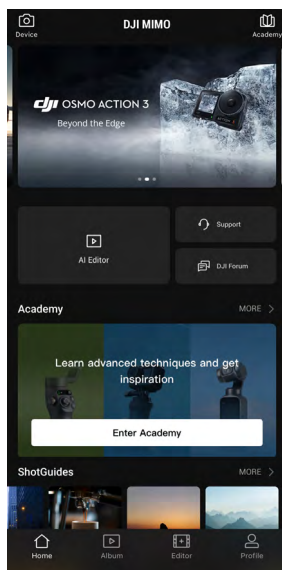 DJI MIMO
Device
Academy
dji OSMO ACTION 3
Beyond the Edge
AI Editor
Support
DJI Forum
Academy
MORE >
Learn advanced techniques and get
inspiration
Enter Academy
ShotGuides
MORE >
Home
Album
Editor
Profile